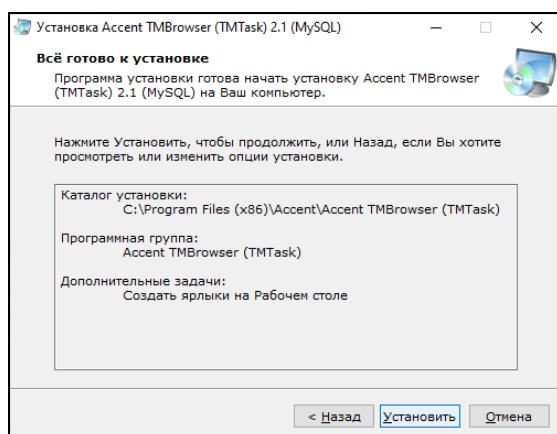 Установка Accent TMBrowser (TMTask) 2.1 (MySQL)
Всё готово к установке
Программа установки готова начать установку Accent TMBrowser
(TMTask) 2.1 (MySQL) на Ваш компьютер.
Нажмите Установить, чтобы продолжить, или Назад, если Вы хотите
просмотреть или изменить опции установки.
Каталог установки:
C:\Program Files (x86)\Accent\Accent TMBrowser (TMTask)
Программная группа:
Accent TMBrowser (TMTask)
Дополнительные задачи:
Создать ярлыки на Рабочем столе
< Назад Установить Отмена